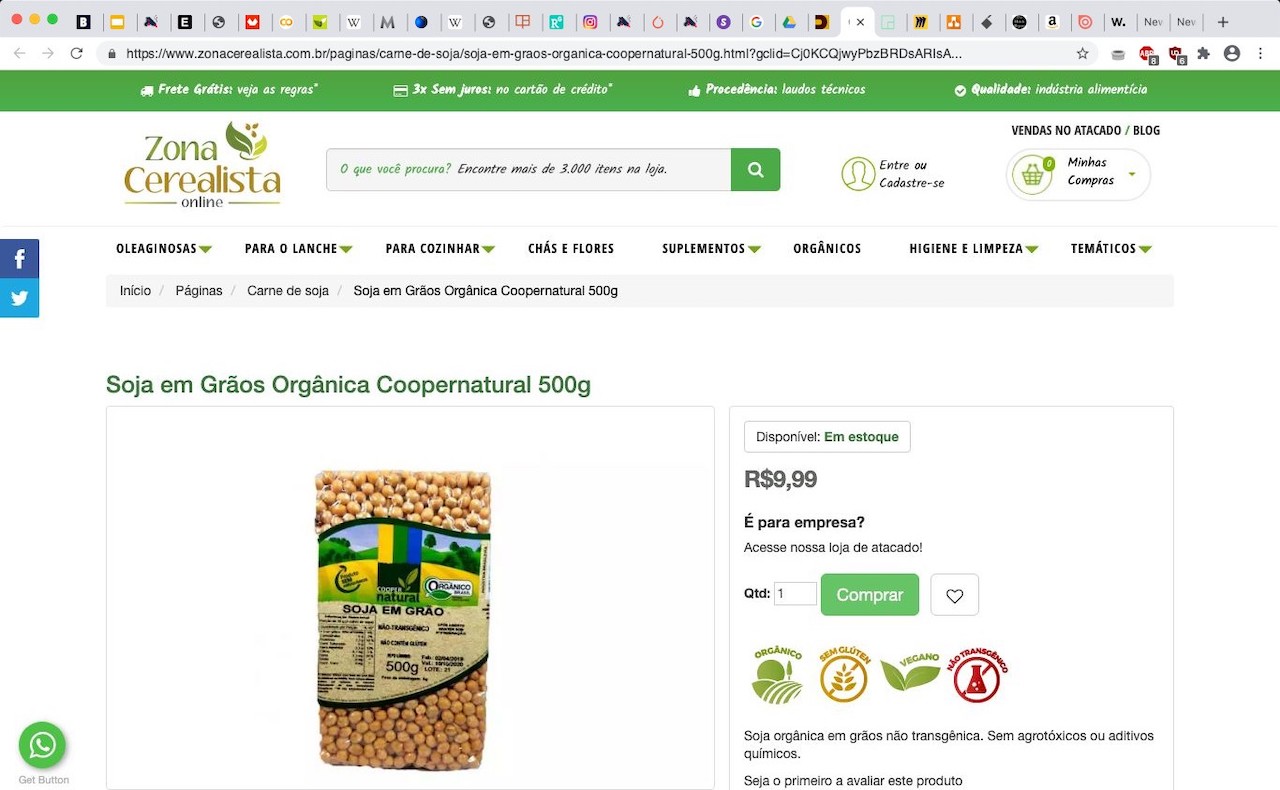 New
New
https://www.zonacerealista.com.br/paginas/carne-de-soja/soja-em-graos-organica-coopernatural-500g.html?gclid=Cj0KCQjwyPbzBRDsARIsA...
Frete Grátis: veja as regras*
3x Sem juros: no cartão de crédito*
Procedência: laudos técnicos
Qualidade: indústria alimentícia
VENDAS NO ATACADO / BLOG
Zona
Cerealista
online
O que você procura? Encontre mais de 3.000 itens na loja.
Entre ou
Cadastre-se
0
Minhas
Compras
OLEAGINOSAS
PARA O LANCHE
PARA COZINHAR
CHÁS E FLORES
SUPLEMENTOS
ORGÂNICOS
HIGIENE E LIMPEZA
TEMÁTICOS
Início / Páginas / Carne de soja / Soja em Grãos Orgânica Coopernatural 500g
Soja em Grãos Orgânica Coopernatural 500g
COOPER
natural
ORGÂNICO
BRASIL
SOJA EM GRÃO
NÃO-TRANSGÊNICO
NÃO CONTÉM GLÚTEN
500g
Disponível: Em estoque
R$9,99
É para empresa?
Acesse nossa loja de atacado!
Qtd: 1
Comprar
ORGÂNICO
SEM GLÚTEN
VEGANO
NÃO TRANSGÊNICO
Soja orgânica em grãos não transgênica. Sem agrotóxicos ou aditivos
químicos.
Seja o primeiro a avaliar este produto
Get Button